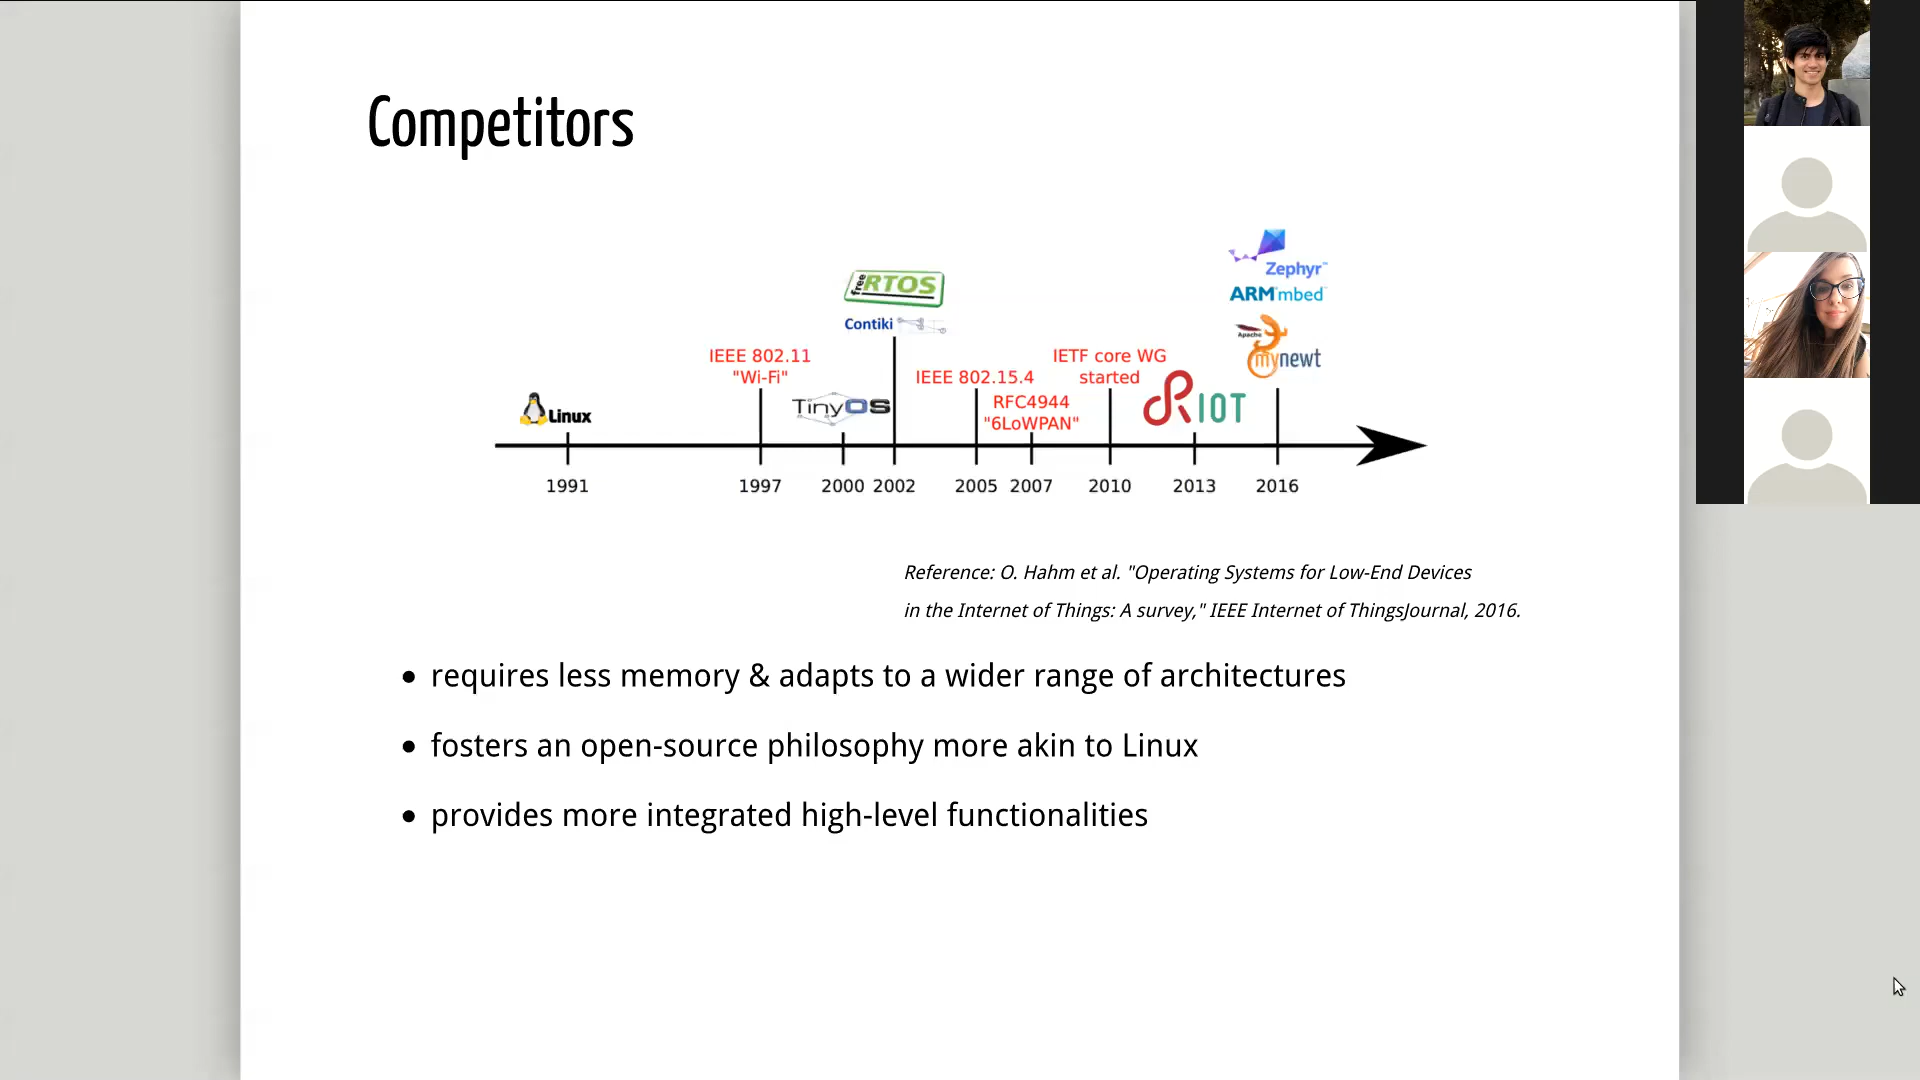 Competitors
Zephyr™
free RTOS
ARM mbed
Contiki
Apache
mynewt
IEEE 802.11
"Wi-Fi"
IETF core WG
started
IEEE 802.15.4
RFC4944
"6LoWPAN"
Linux
TinyOS
RIOT
1991 1997 2000 2002 2005 2007 2010 2013 2016
Reference: O. Hahm et al. "Operating Systems for Low-End Devices
in the Internet of Things: A survey," IEEE Internet of ThingsJournal, 2016.
• requires less memory & adapts to a wider range of architectures
• fosters an open-source philosophy more akin to Linux
• provides more integrated high-level functionalities